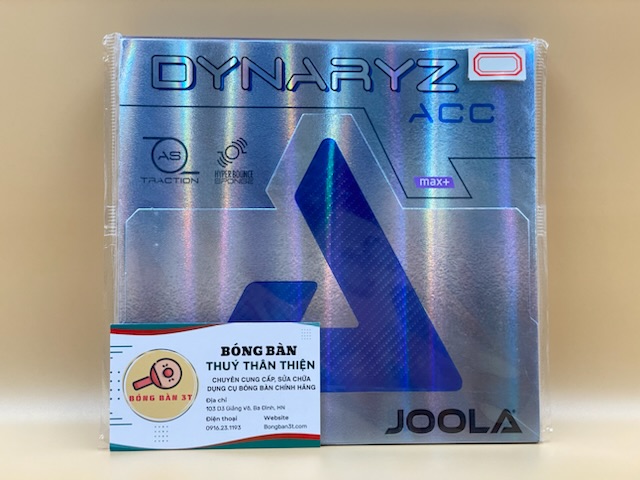 DYNARYZ
ACC
AS
TRACTION
HYPER BOUNCE
SPONGE
max+
BÓNG BÀN
THUÝ THÂN THIỆN
CHUYÊN CUNG CẤP, SỬA CHỮA
DỤNG CỤ BÓNG BÀN CHÍNH HÃNG
Địa chỉ
103 D3 Giảng Võ, Ba Đình, HN
Điện thoại Website
0916.23.1193 Bongban3t.com
BÓNG BÀN 3T
JOOLA